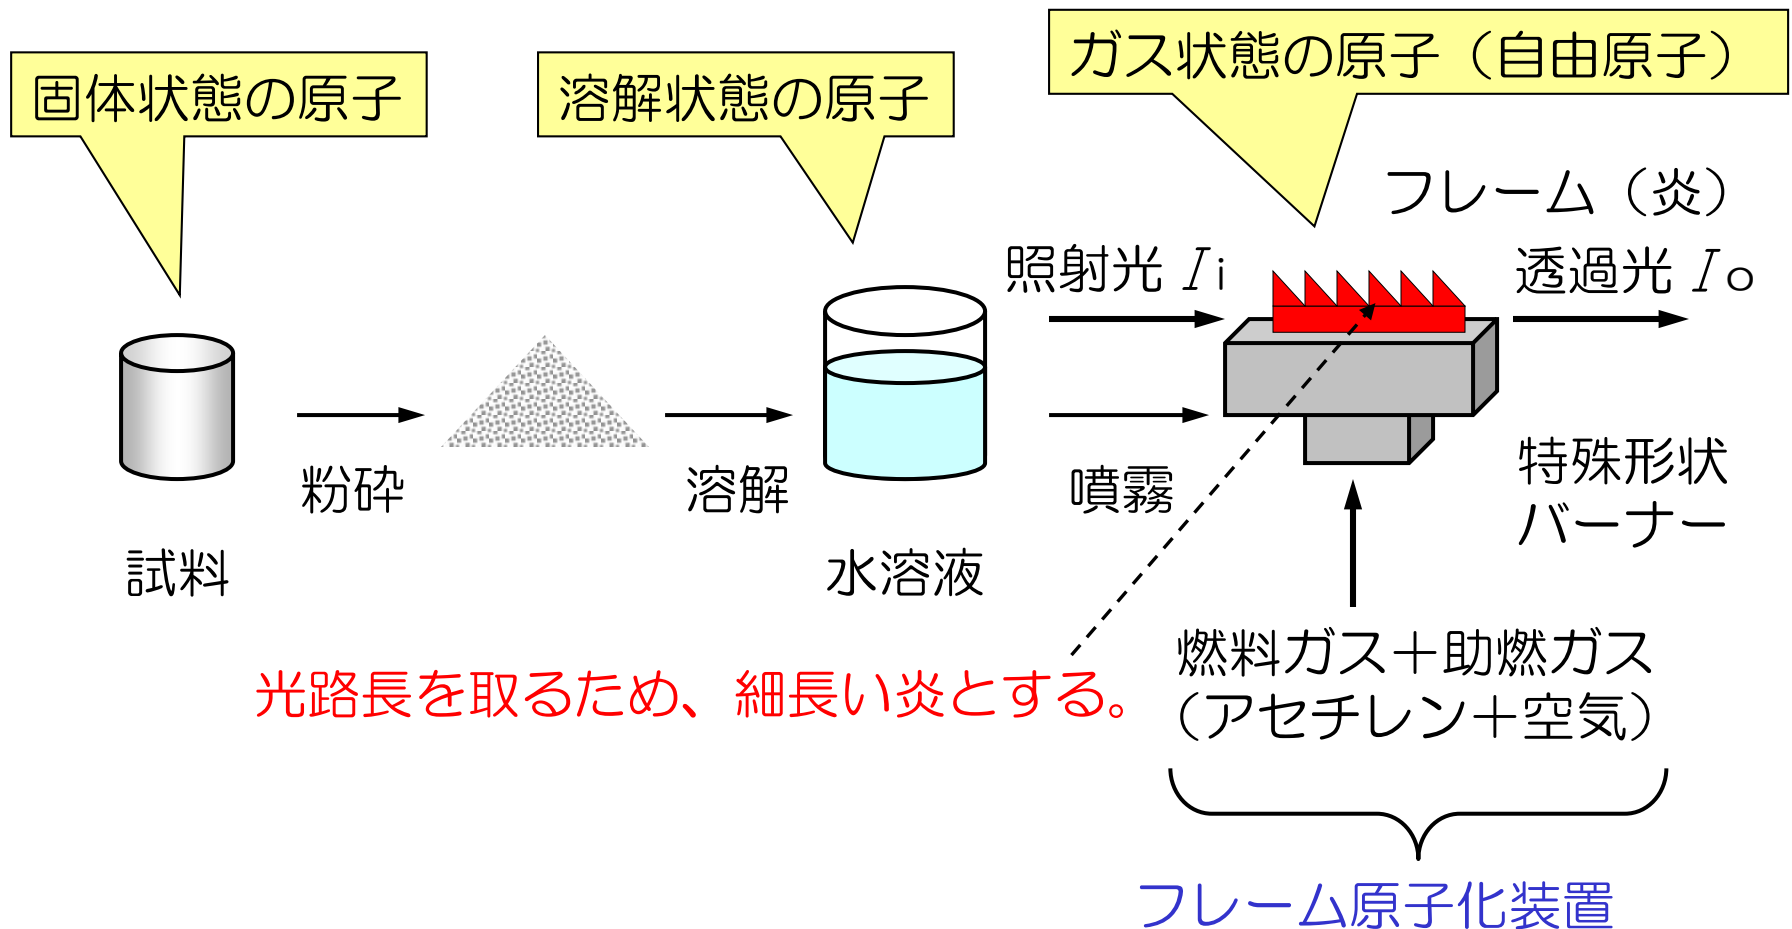 固体状態の原子
溶解状態の原子
ガス状態の原子（自由原子）
フレーム（炎）
照射光 Ii
透過光 Io
粉砕
溶解
噴霧
特殊形状
バーナー
試料
水溶液
燃料ガス＋助燃ガス
（アセチレン＋空気）
光路長を取るため、細長い炎とする。
フレーム原子化装置